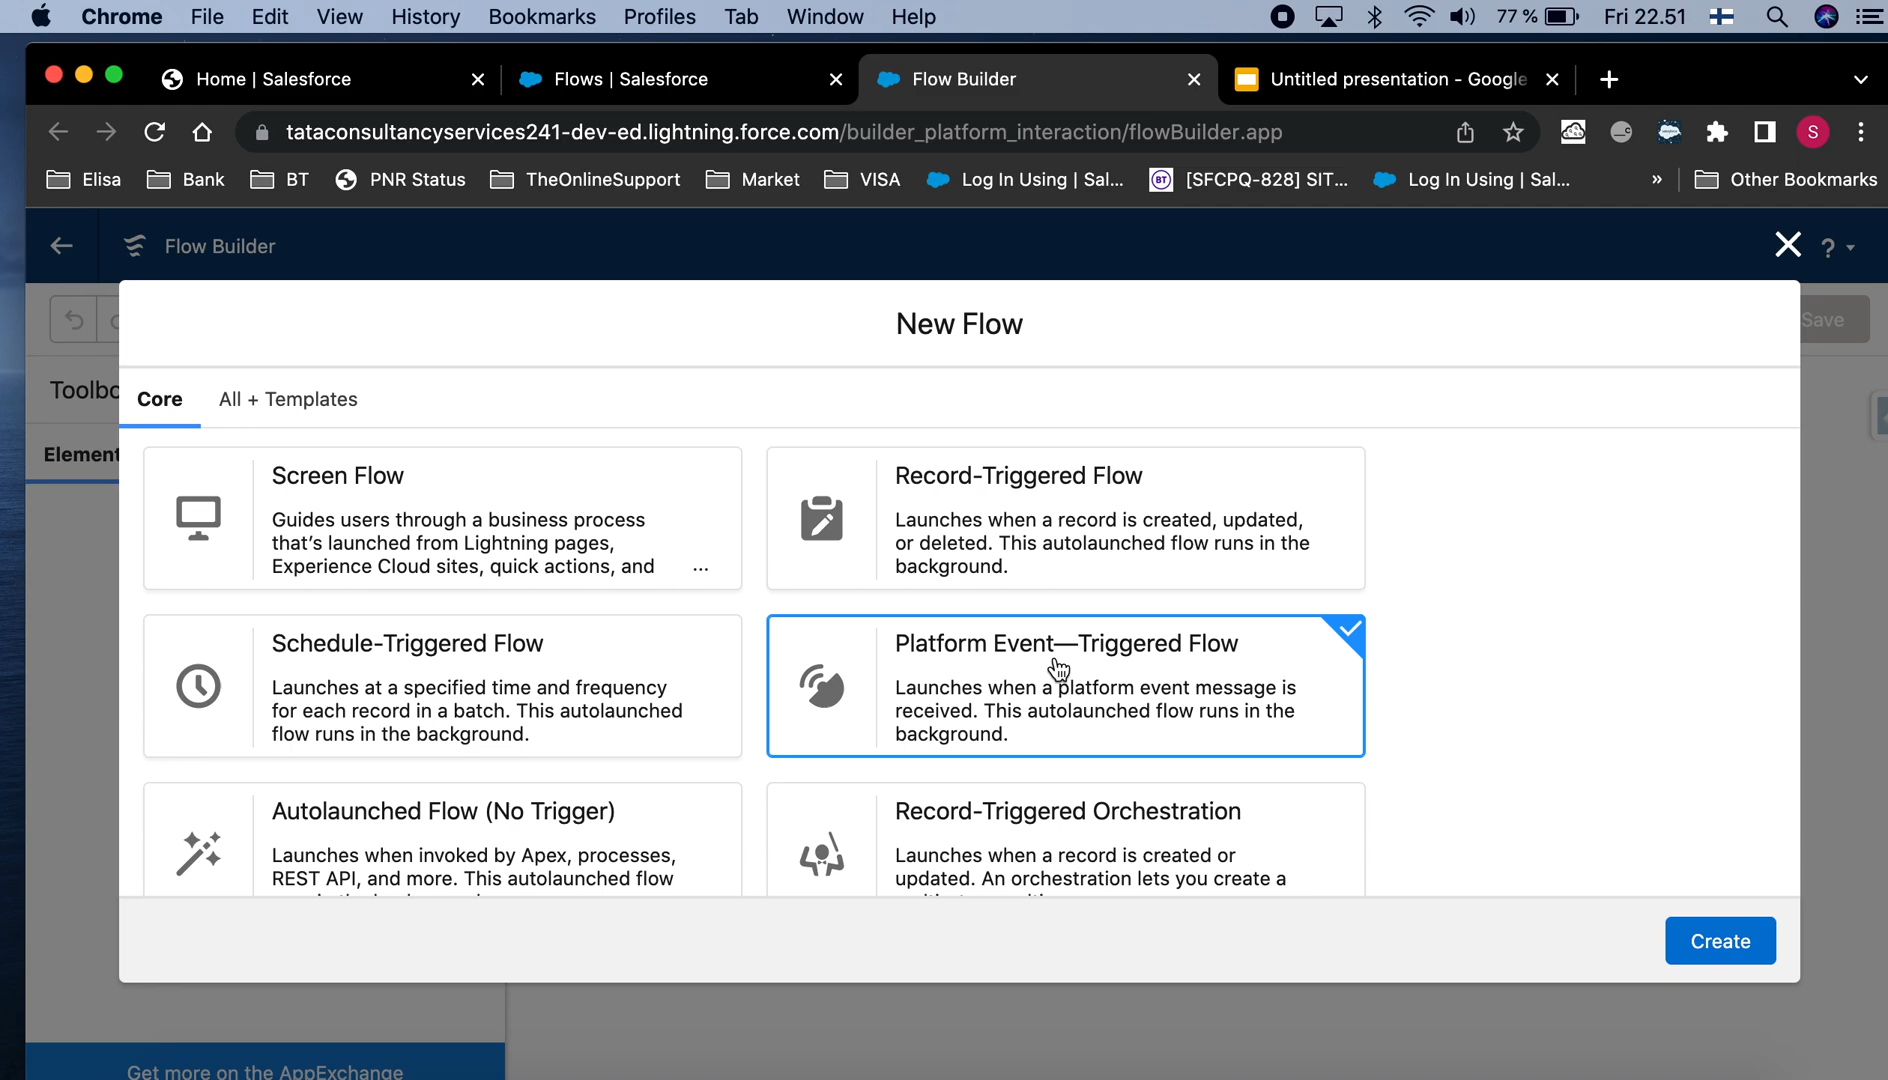 Chrome File Edit View History Bookmarks Profiles Tab Window Help 77 % Fri 22.51
Home | Salesforce Flows | Salesforce Flow Builder Untitled presentation - Google
tataconsultancyservices241-dev-ed.lightning.force.com/builder_platform_interaction/flowBuilder.app S
Elisa Bank BT PNR Status TheOnlineSupport Market VISA Log In Using | Sal... BT [SFCPQ-828] SIT... Log In Using | Sal... » Other Bookmarks
Flow Builder ?
New Flow
Save
Core All + Templates
Element
Screen Flow
Guides users through a business process
that's launched from Lightning pages,
Experience Cloud sites, quick actions, and ...
Record-Triggered Flow
Launches when a record is created, updated,
or deleted. This autolaunched flow runs in the
background.
Schedule-Triggered Flow
Launches at a specified time and frequency
for each record in a batch. This autolaunched
flow runs in the background.
Platform Event—Triggered Flow
Launches when a platform event message is
received. This autolaunched flow runs in the
background.
Autolaunched Flow (No Trigger)
Launches when invoked by Apex, processes,
REST API, and more. This autolaunched flow
Record-Triggered Orchestration
Launches when a record is created or
updated. An orchestration lets you create a
Create
Get more on the AppExchange